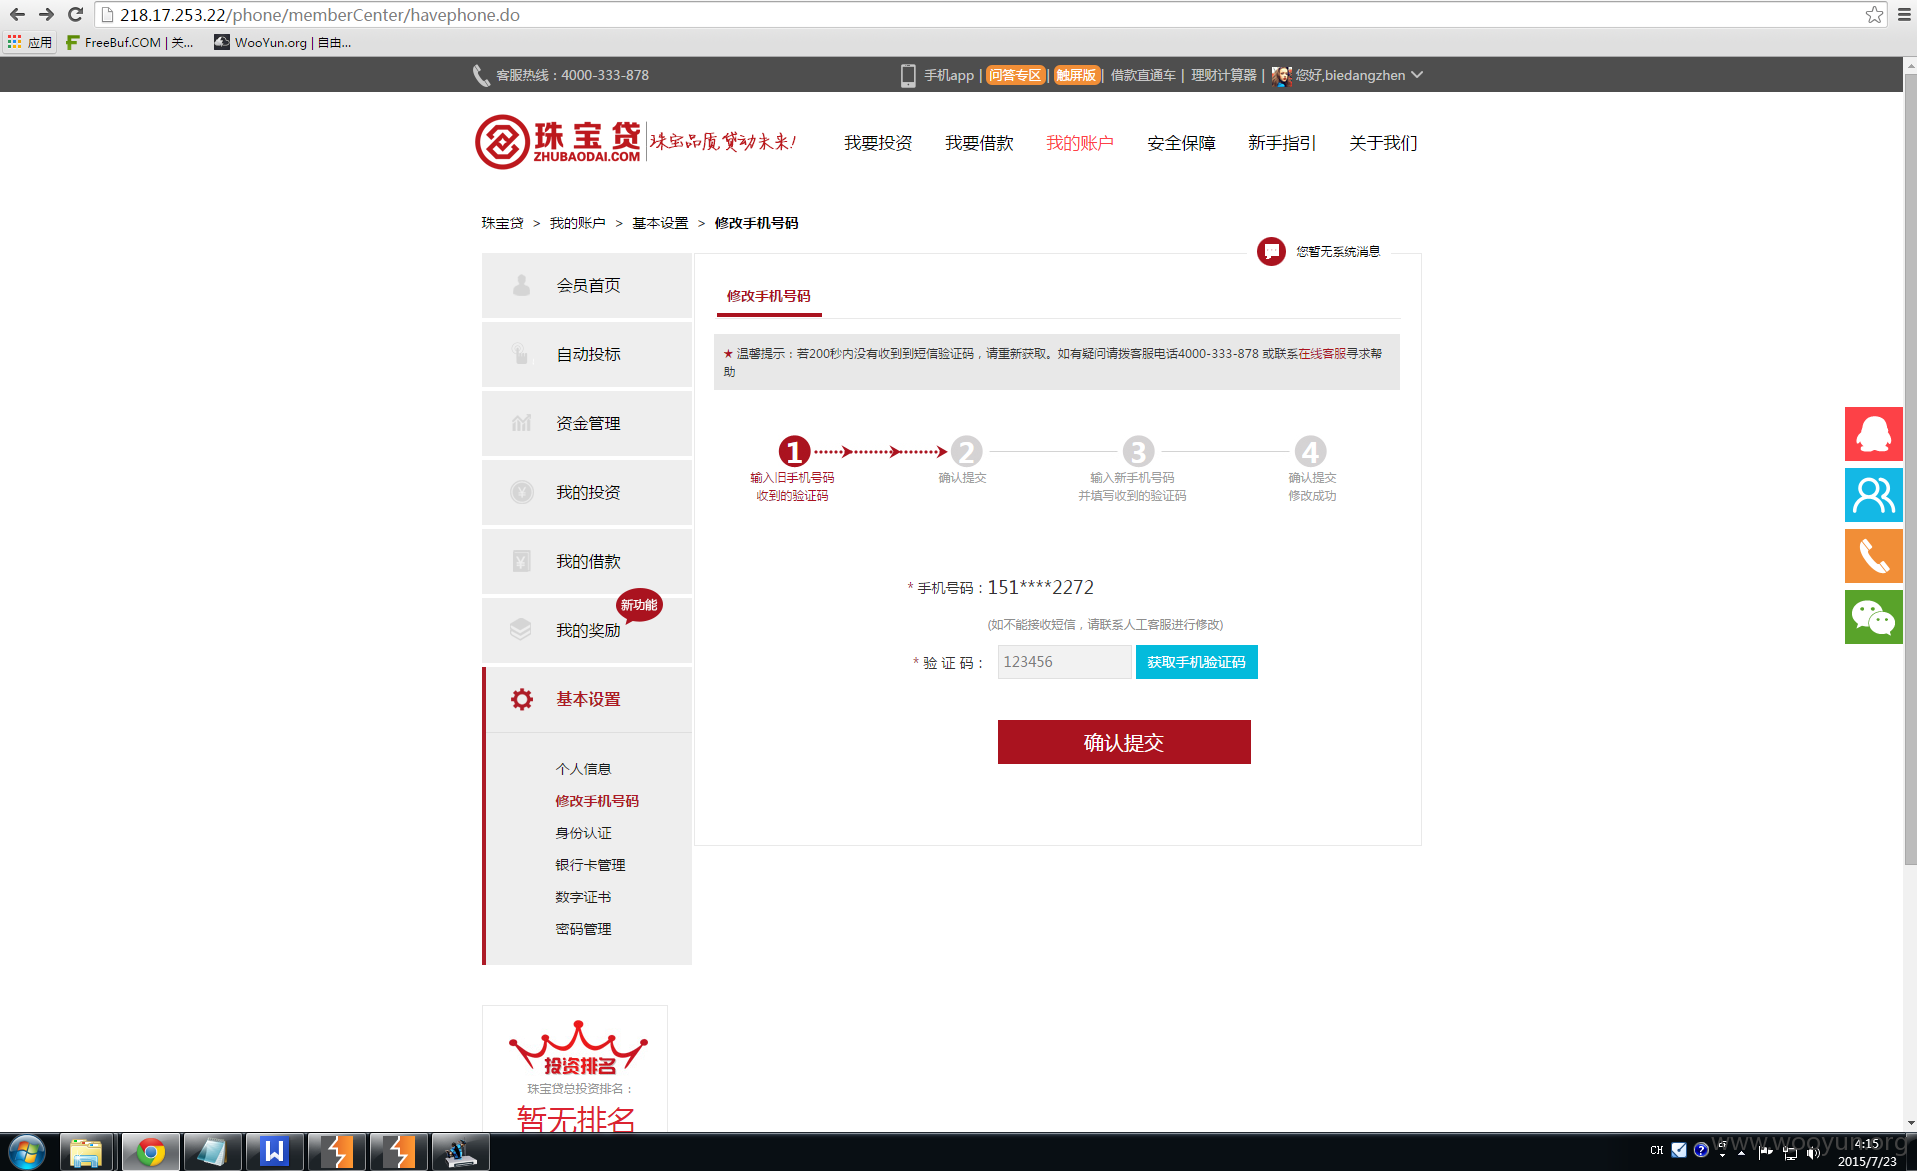 218.17.253.22/phone/memberCenter/havephone.do
应用 FreeBuf.COM | 关... WooYun.org | 自由...
客服热线：4000-333-878 手机app | 问答专区 | 触屏版 | 借款直通车 | 理财计算器 | 您好,biedangzhen
珠宝贷 ZHUBAODAI.COM 珠宝品质 贷动未来!
我要投资 我要借款 我的账户 安全保障 新手指引 关于我们
珠宝贷 > 我的账户 > 基本设置 > 修改手机号码
您暂无系统消息
会员首页
自动投标
资金管理
我的投资
我的借款
新功能
我的奖励
基本设置
个人信息
修改手机号码
身份认证
银行卡管理
数字证书
密码管理
修改手机号码
★ 温馨提示：若200秒内没有收到到短信验证码，请重新获取。如有疑问请拨客服电话4000-333-878 或联系在线客服寻求帮
助
1 2 3 4
输入旧手机号码 确认提交 输入新手机号码 确认提交
收到的验证码 并填写收到的验证码 修改成功
* 手机号码：151****2272
(如不能接收短信，请联系人工客服进行修改)
* 验 证 码： 123456 获取手机验证码
确认提交
投资排名
珠宝贷总投资排名：
暂无排名
CH
www.wooyun.org
4:15
2015/7/23